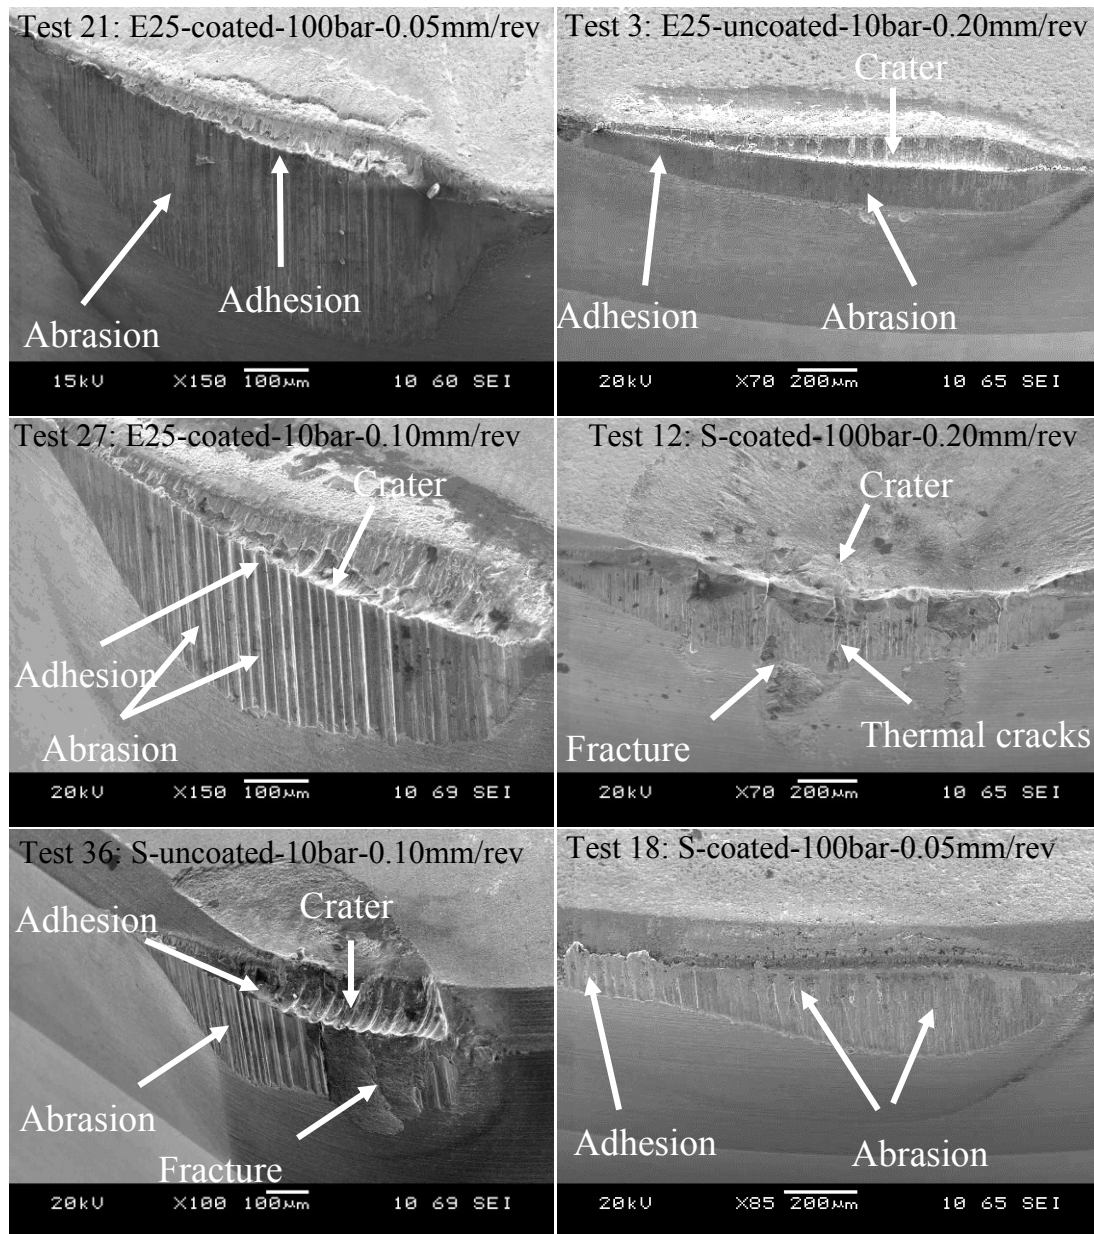 Test 21: E25-coated-100bar-0.05mm/rev
Adhesion
Abrasion
15kV X150 100µm 10 60 SEI
Test 3: E25-uncoated-10bar-0.20mm/rev
Crater
Adhesion
Abrasion
20kV X70 200µm 10 65 SEI
Test 27: E25-coated-10bar-0.10mm/rev
Crater
Adhesion
Abrasion
20kV X150 100µm 10 69 SEI
Test 12: S-coated-100bar-0.20mm/rev
Crater
Thermal cracks
Fracture
20kV X70 200µm 10 65 SEI
Test 36: S-uncoated-10bar-0.10mm/rev
Adhesion
Crater
Abrasion
Fracture
20kV X100 100µm 10 69 SEI
Test 18: S-coated-100bar-0.05mm/rev
Adhesion
Abrasion
20kV X85 200µm 10 65 SEI